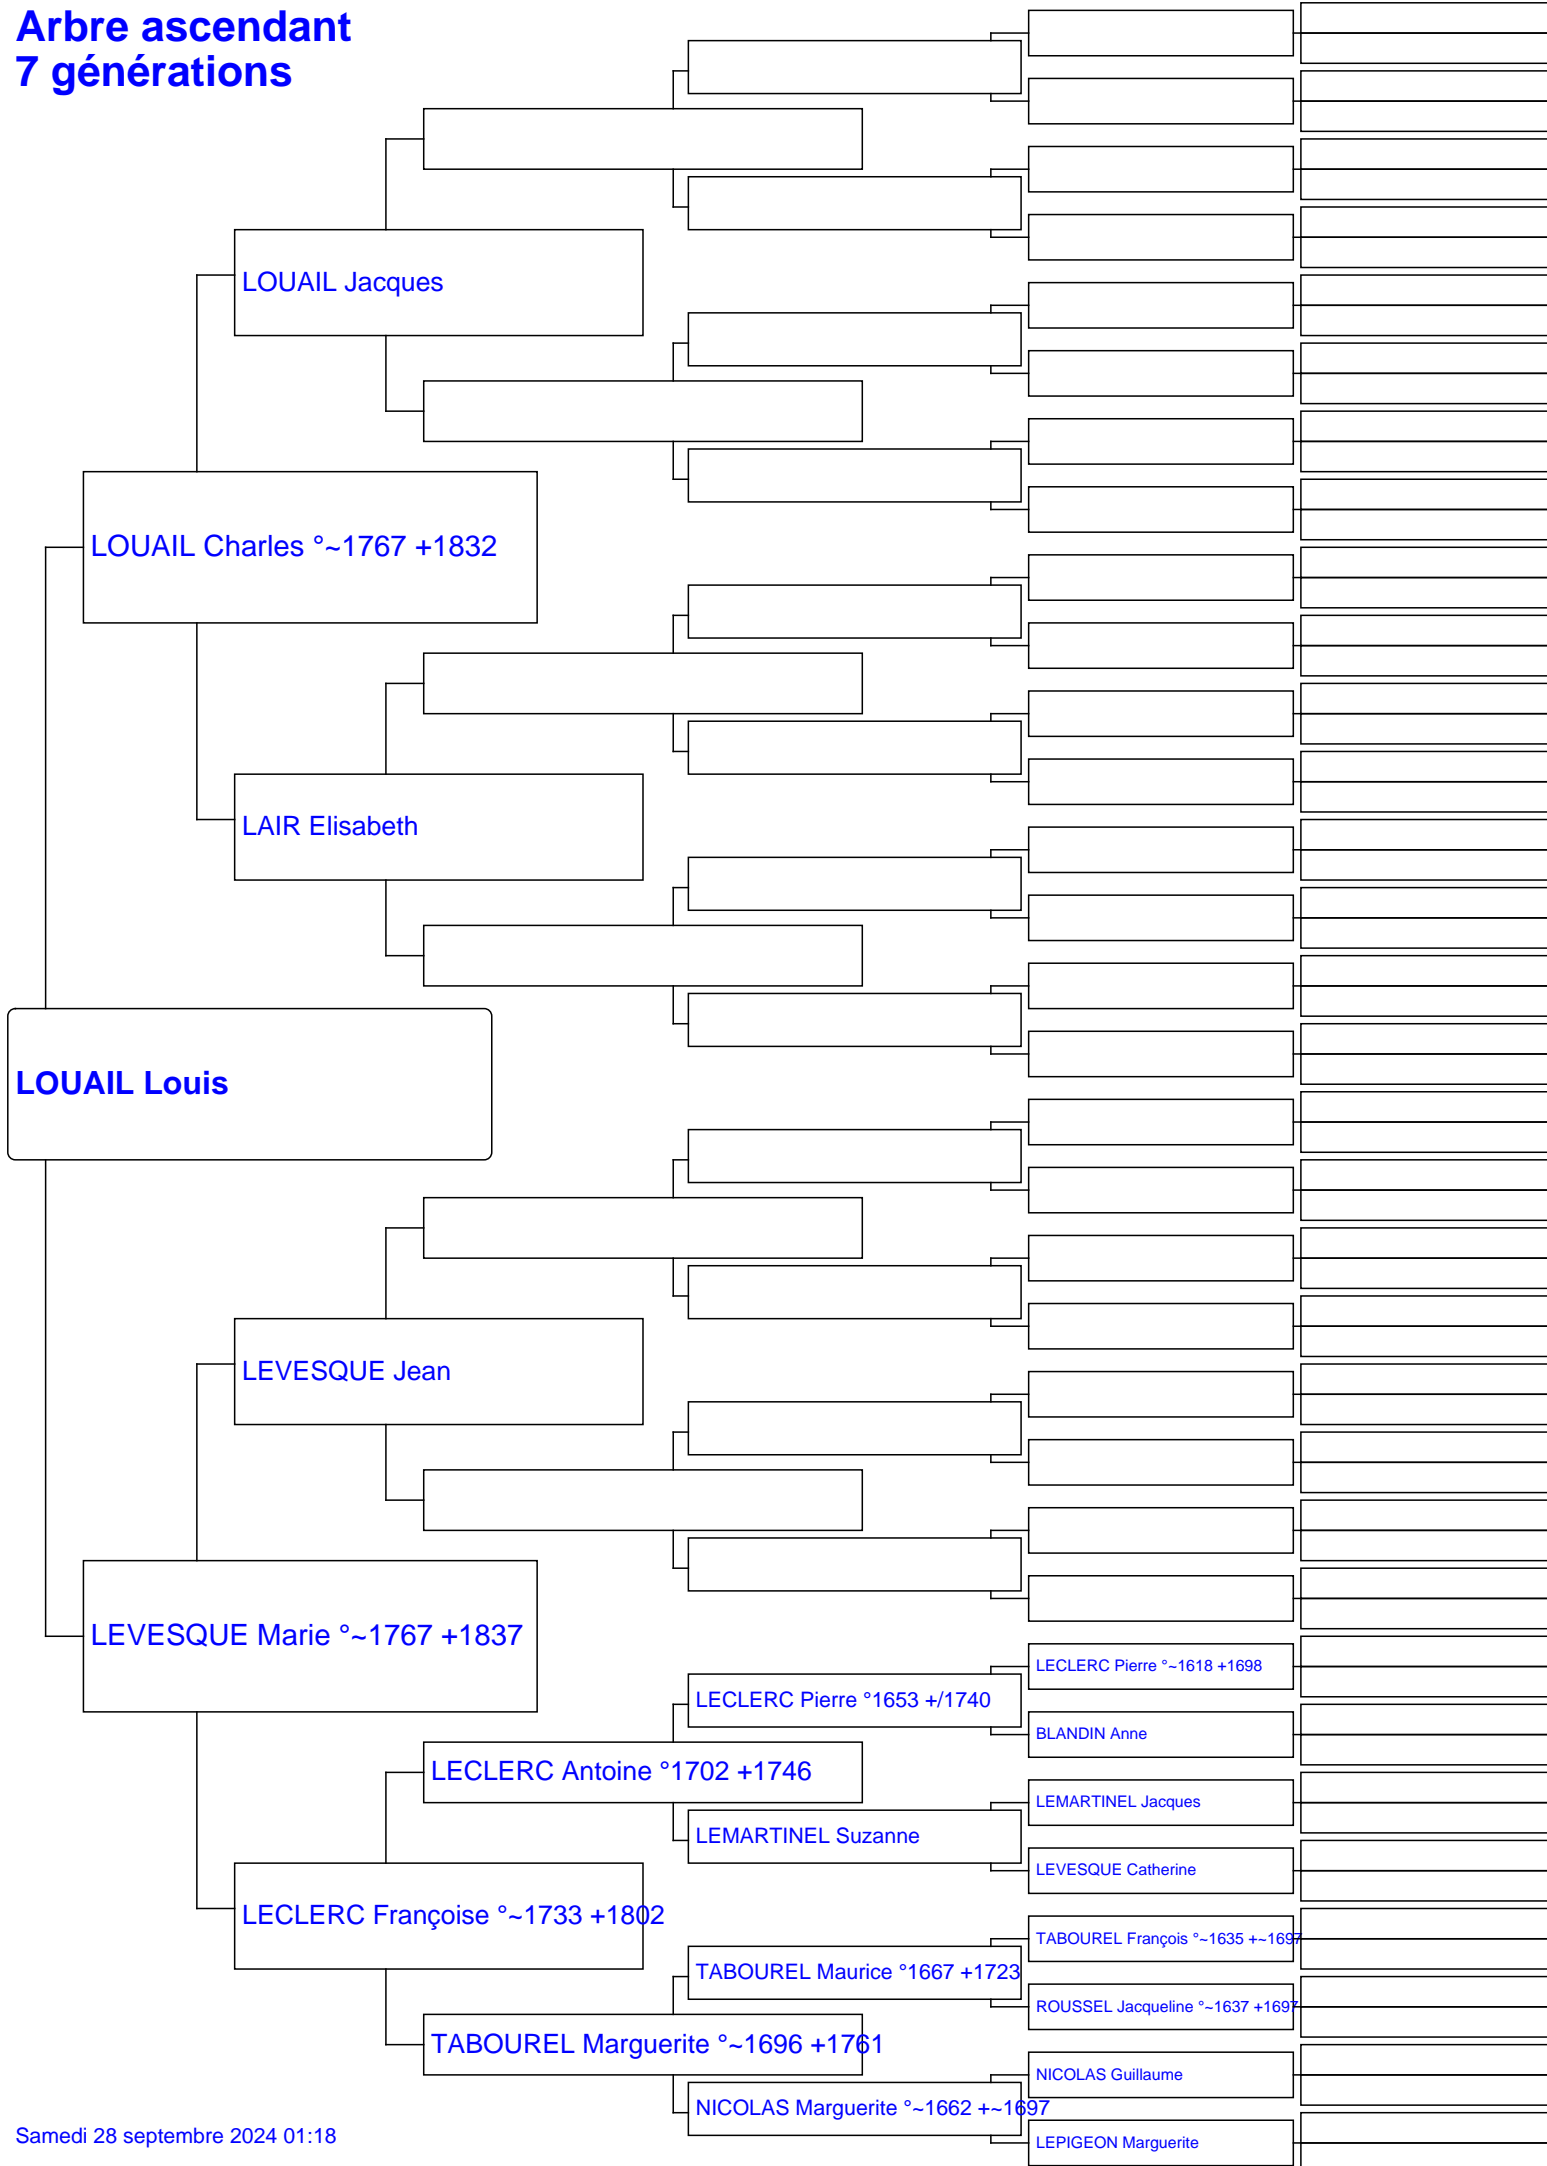 Arbre ascendant
7 générations
LOUAIL Jacques
LOUAIL Charles °~1767 +1832
LAIR Elisabeth
LOUAIL Louis
LEVESQUE Jean
LEVESQUE Marie °~1767 +1837
LECLERC Pierre °~1618 +1698
LECLERC Pierre °1653 +/1740
BLANDIN Anne
LECLERC Antoine °1702 +1746
LEMARTINEL Jacques
LEMARTINEL Suzanne
LEVESQUE Catherine
LECLERC Françoise °~1733 +1802
TABOUREL François °~1635 +~1697
TABOUREL Maurice °1667 +1723
ROUSSEL Jacqueline °~1637 +1697
TABOUREL Marguerite °~1696 +1761
NICOLAS Guillaume
NICOLAS Marguerite °~1662 +~1697
LEPIGEON Marguerite
Samedi 28 septembre 2024 01:18